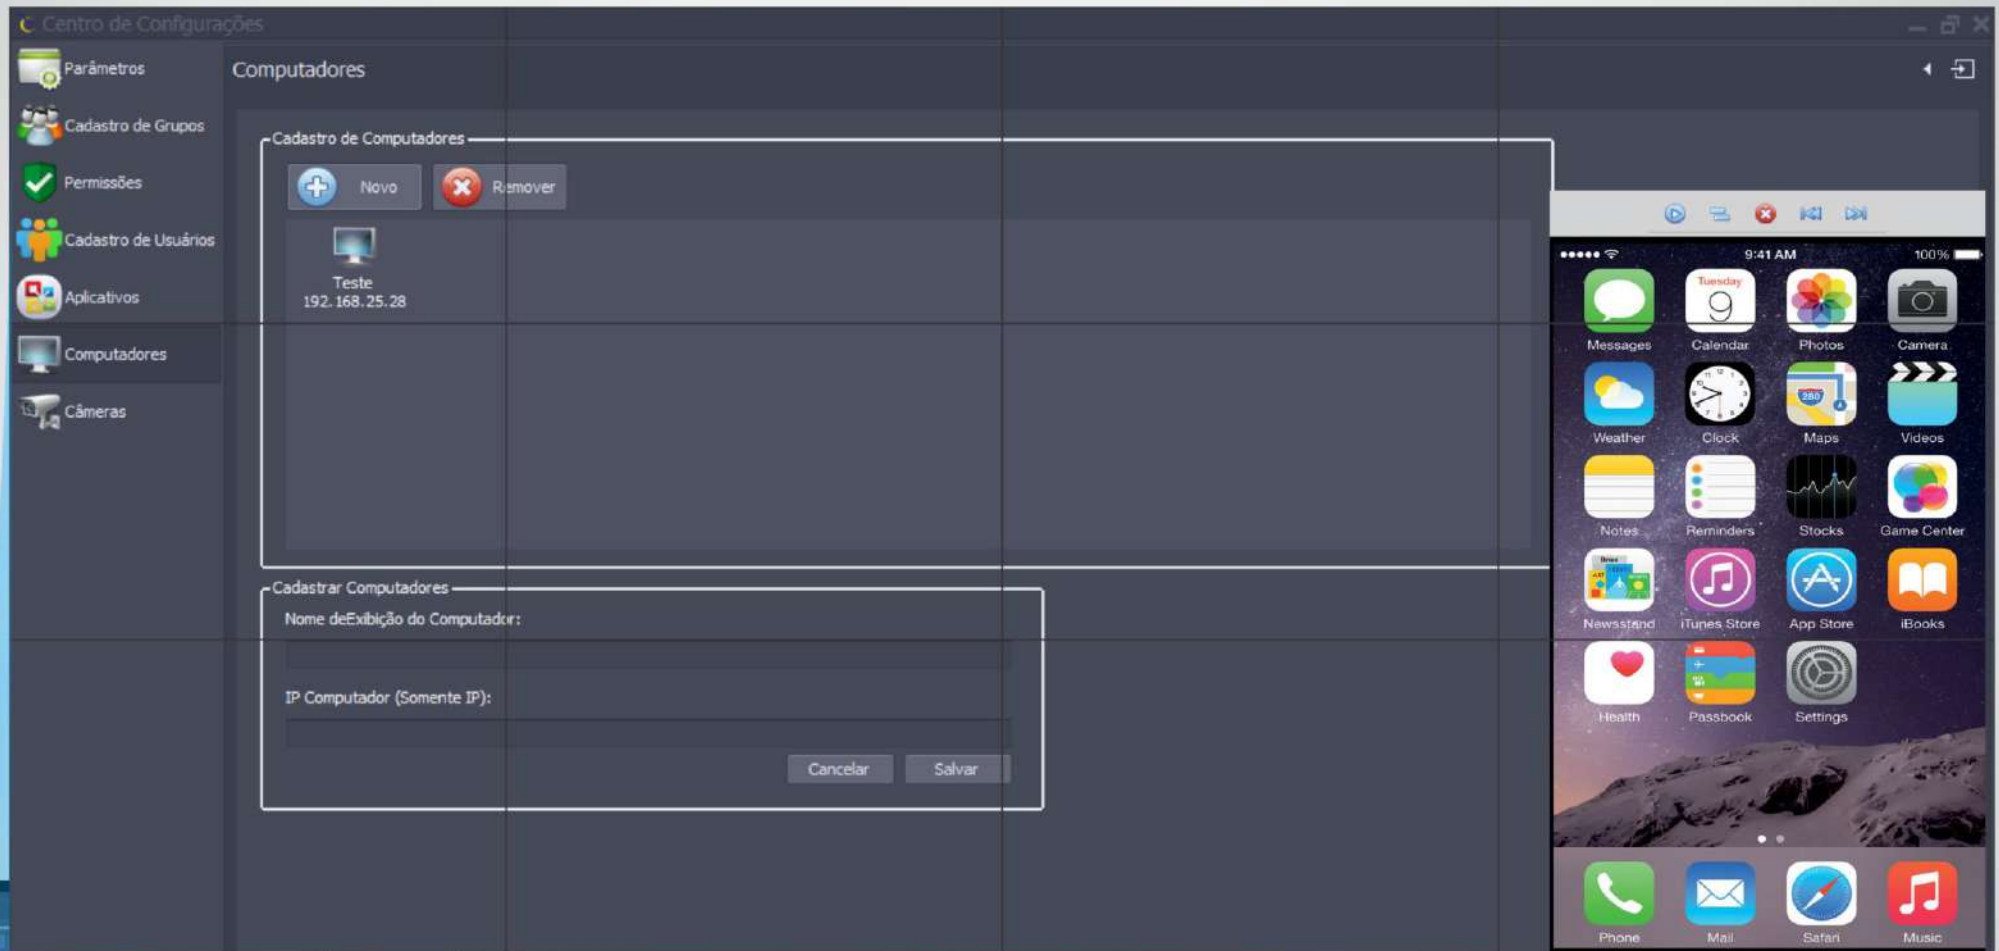 Centro de Configurações
Parâmetros
Cadastro de Grupos
Permissões
Cadastro de Usuários
Aplicativos
Computadores
Câmeras
Computadores
Cadastro de Computadores
Novo
Remover
Teste
192.168.25.28
Cadastrar Computadores
Nome deExibição do Computador:
IP Computador (Somente IP):
Cancelar
Salvar
9:41 AM
100%
Tuesday
9
Messages
Calendar
Photos
Camera
280
Weather
Clock
Maps
Videos
Notes
Reminders
Stocks
Game Center
Newsstand
iTunes Store
App Store
iBooks
Health
Passbook
Settings
Phone
Mail
Safari
Music